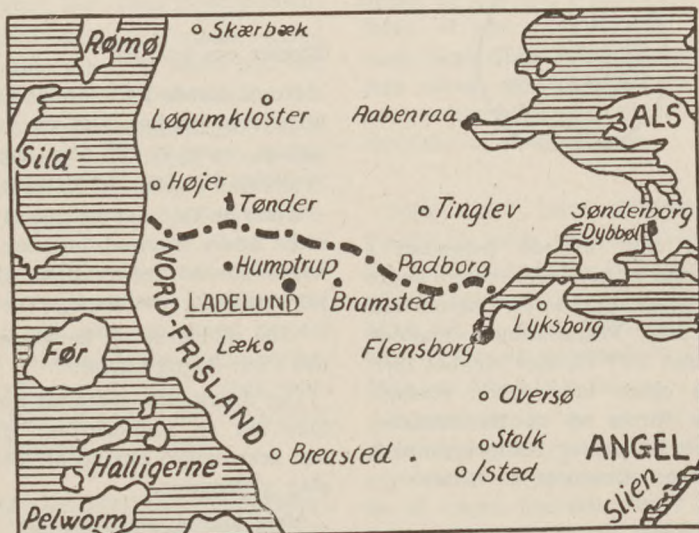 Skærbæk
Rømø
Løgumkloster
Aabenraa
ALS
Sild
Højer
Tønder
Tinglev
Sønderborg
Dybbøl
Humptrup
Padborg
LADELUND
Bramsted
NORD-FRISLAND
Lyksborg
Læk
Flensborg
Før
Oversø
Stolk
ANGEL
Breasted
Isted
Halligerne
Slien
Pelworm